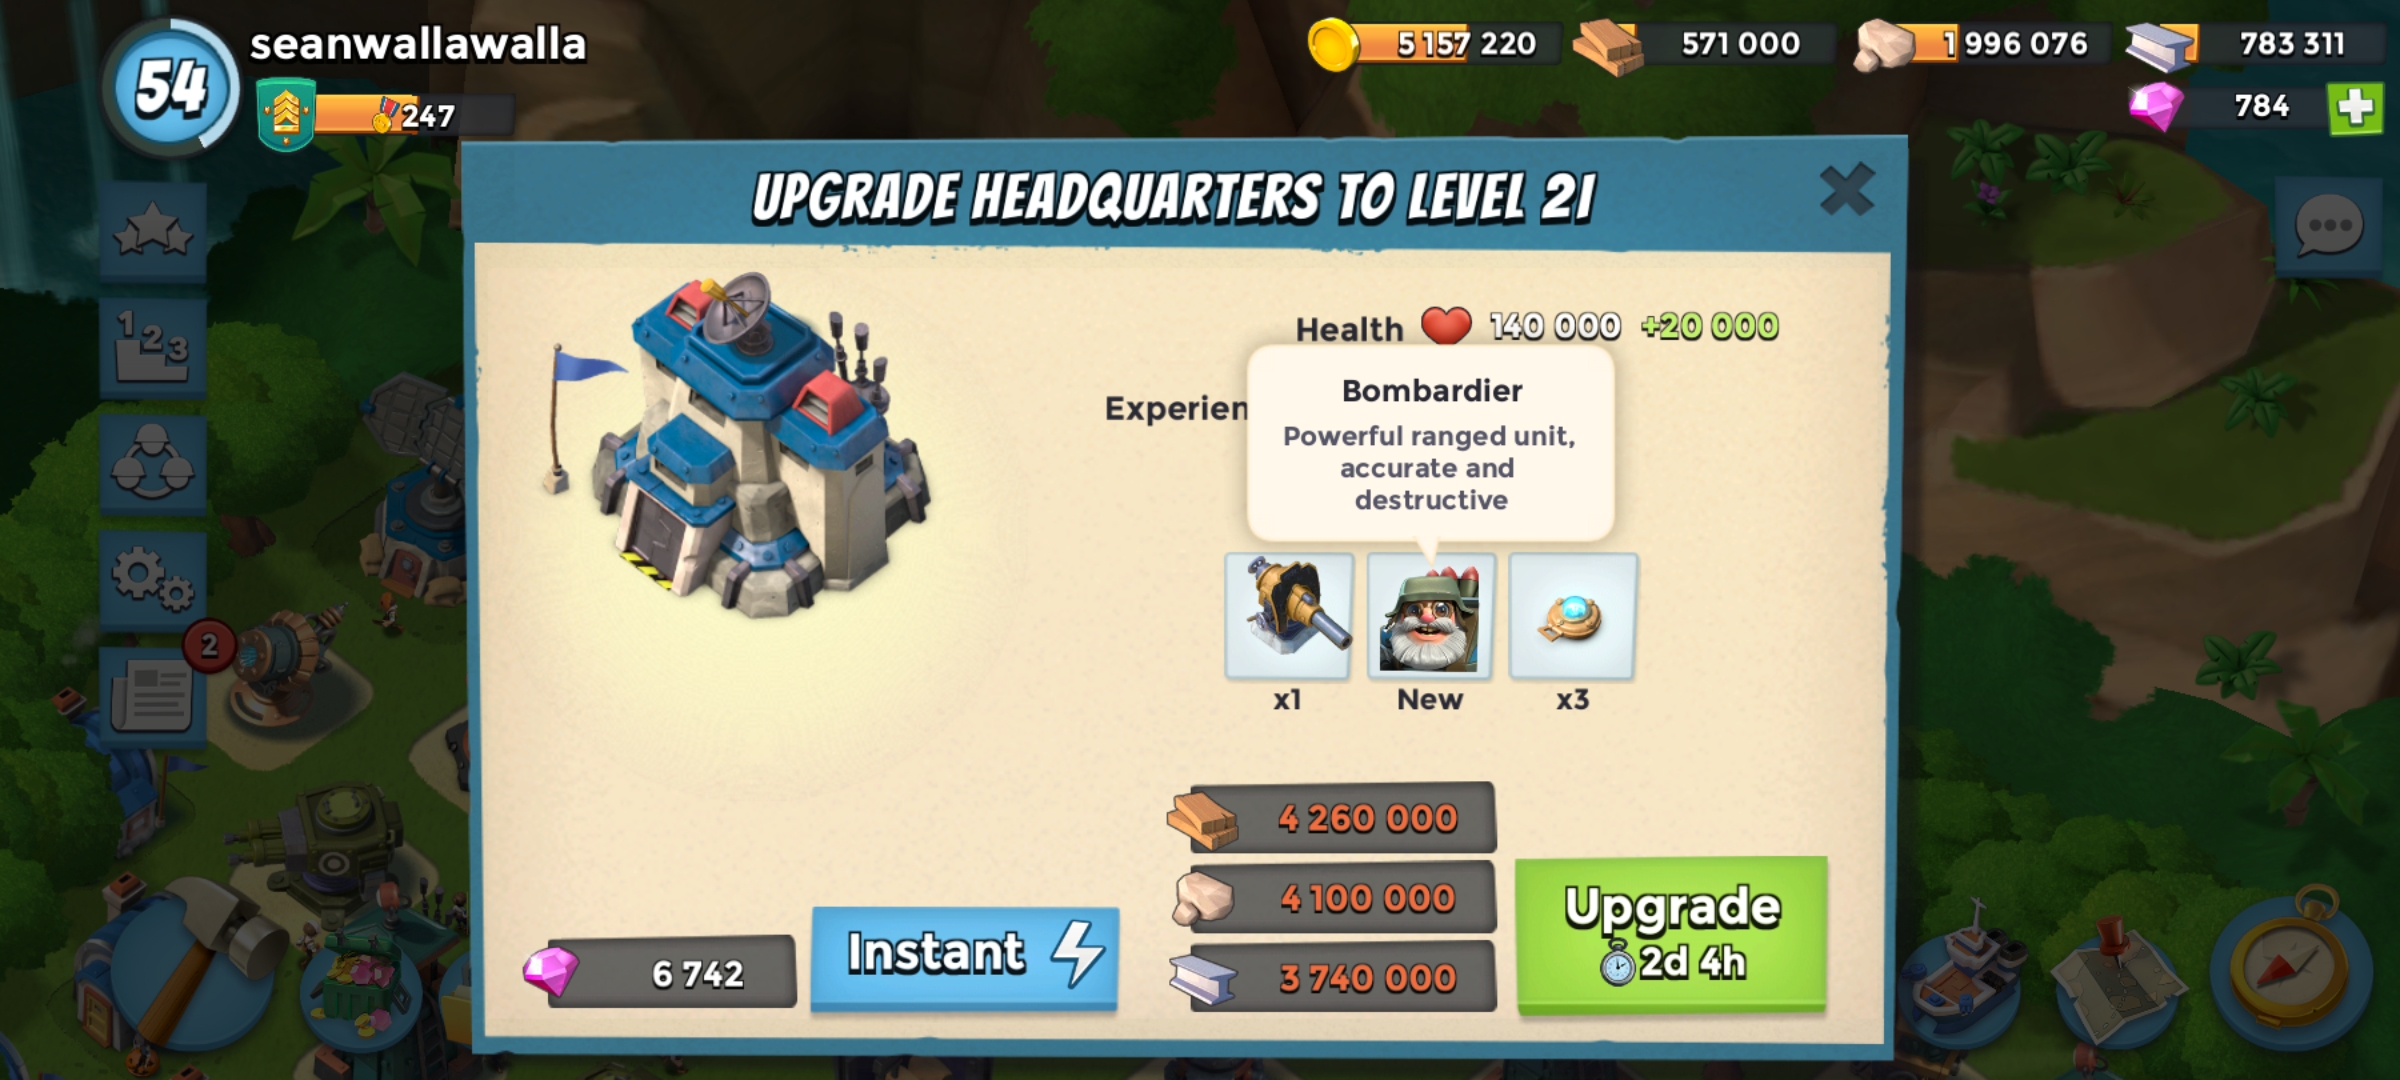 54
seanwallawalla
247
5 157 220
571 000
1 996 076
783 311
784
UPGRADE HEADQUARTERS TO LEVEL 21
123
2
Health 140 000 +20 000
Experien
Bombardier
Powerful ranged unit,
accurate and
destructive
x1
New
x3
4 260 000
4 100 000
3 740 000
6 742
Instant
Upgrade
2d 4h